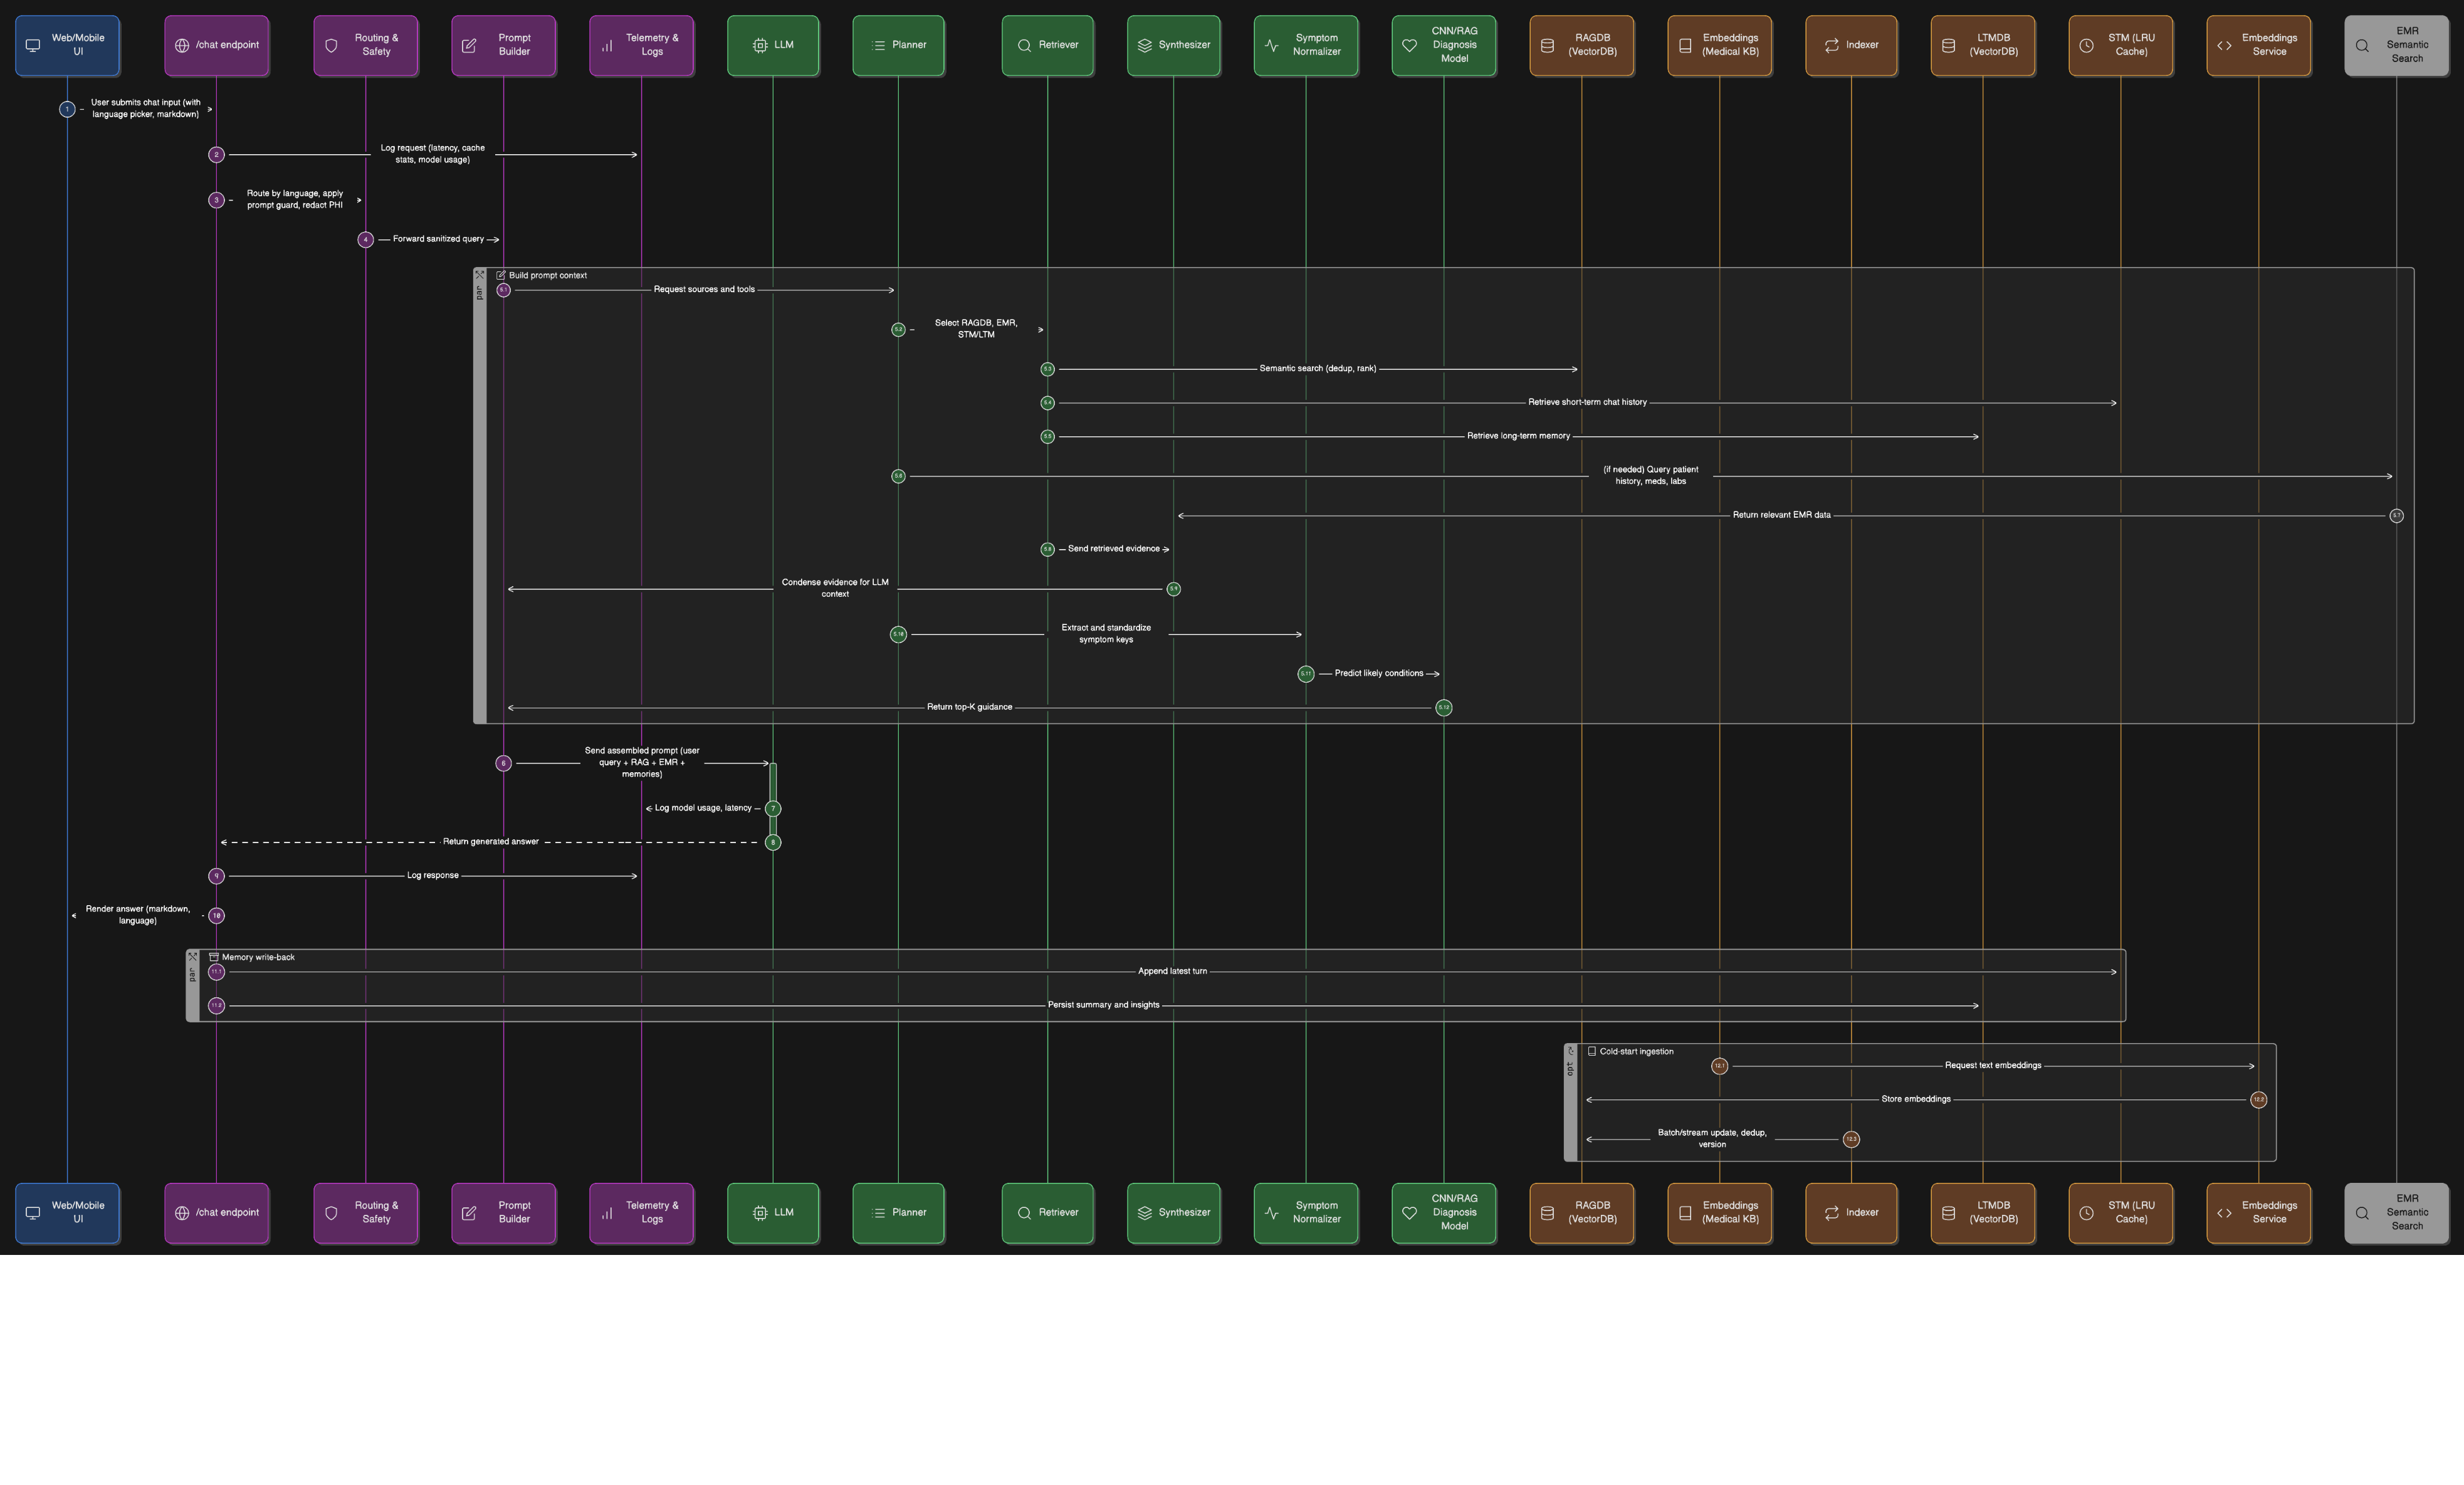 Web/Mobile
UI
/chat endpoint
Routing &
Safety
Prompt
Builder
Telemetry &
Logs
LLM
Planner
Retriever
Synthesizer
Symptom
Normalizer
CNN/RAG
Diagnosis
Model
RAGDB
(VectorDB)
Embeddings
(Medical KB)
Indexer
LTMDB
(VectorDB)
STM (LRU
Cache)
Embeddings
Service
EMR
Semantic
Search
1
User submits chat input (with
language picker, markdown)
2
Log request (latency, cache
stats, model usage)
3
Route by language, apply
prompt guard, redact PHI
4
Forward sanitized query
par
Build prompt context
5.1
Request sources and tools
5.2
Select RAGDB, EMR,
STM/LTM
5.3
Semantic search (dedup, rank)
5.4
Retrieve short-term chat history
5.5
Retrieve long-term memory
5.6
(if needed) Query patient
history, meds, labs
Return relevant EMR data
5.7
5.8
Send retrieved evidence
Condense evidence for LLM
context
5.9
5.10
Extract and standardize
symptom keys
5.11
Predict likely conditions
Return top-K guidance
5.12
6
Send assembled prompt (user
query + RAG + EMR +
memories)
Log model usage, latency
7
Return generated answer
8
9
Log response
Render answer (markdown,
language)
10
par
Memory write-back
11.1
Append latest turn
11.2
Persist summary and insights
opt
Cold-start ingestion
12.1
Request text embeddings
Store embeddings
12.2
Batch/stream update, dedup,
version
12.3
Web/Mobile
UI
/chat endpoint
Routing &
Safety
Prompt
Builder
Telemetry &
Logs
LLM
Planner
Retriever
Synthesizer
Symptom
Normalizer
CNN/RAG
Diagnosis
Model
RAGDB
(VectorDB)
Embeddings
(Medical KB)
Indexer
LTMDB
(VectorDB)
STM (LRU
Cache)
Embeddings
Service
EMR
Semantic
Search